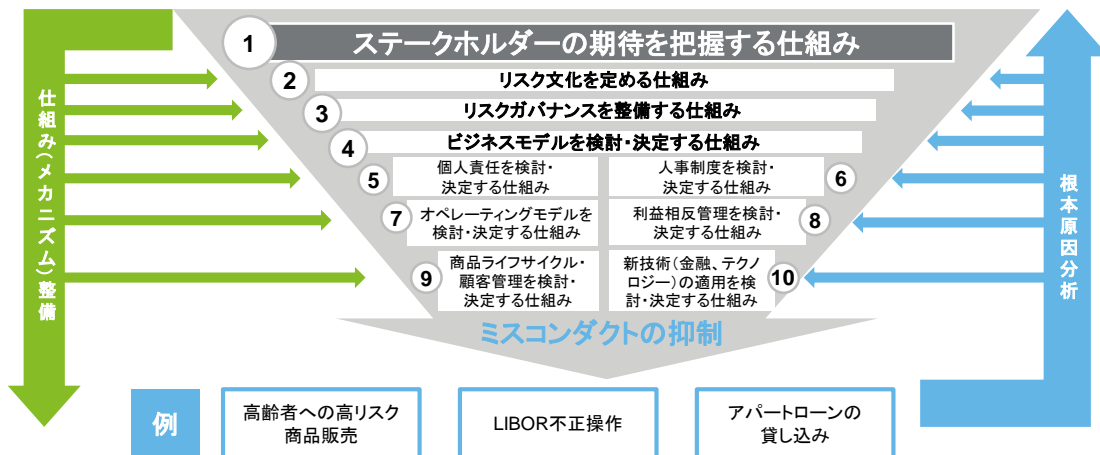 1
ステークホルダーの期待を把握する仕組み
2
リスク文化を定める仕組み
3
リスクガバナンスを整備する仕組み
4
ビジネスモデルを検討・決定する仕組み
5
個人責任を検討・
決定する仕組み
人事制度を検討・
決定する仕組み
6
7
オペレーティングモデルを
検討・決定する仕組み
利益相反管理を検討・
決定する仕組み
8
9
商品ライフサイクル・
顧客管理を検討・
決定する仕組み
新技術（金融、テクノ
ロジー）の適用を検
討・決定する仕組み
10
仕組み（メカニズム）整備
根本原因分析
ミスコンダクトの抑制
例
高齢者への高リスク
商品販売
LIBOR不正操作
アパートローンの
貸し込み